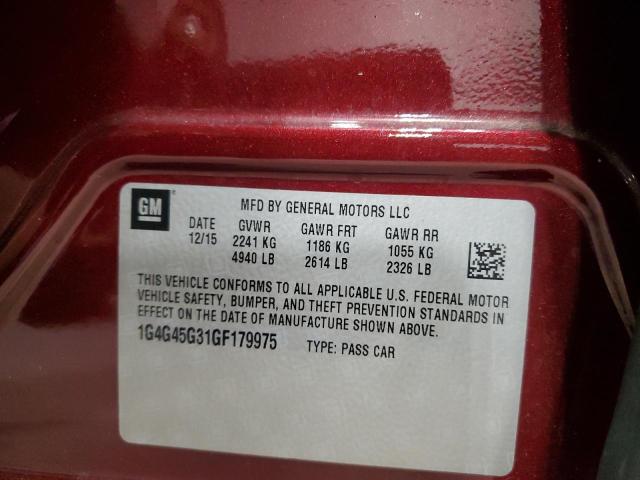 GM
MFD BY GENERAL MOTORS LLC
DATE GVWR GAWR FRT GAWR RR
12/15 2241 KG 1186 KG 1055 KG
4940 LB 2614 LB 2326 LB
THIS VEHICLE CONFORMS TO ALL APPLICABLE U.S. FEDERAL MOTOR
VEHICLE SAFETY, BUMPER, AND THEFT PREVENTION STANDARDS IN
EFFECT ON THE DATE OF MANUFACTURE SHOWN ABOVE.
1G4G45G31GF179975 TYPE: PASS CAR